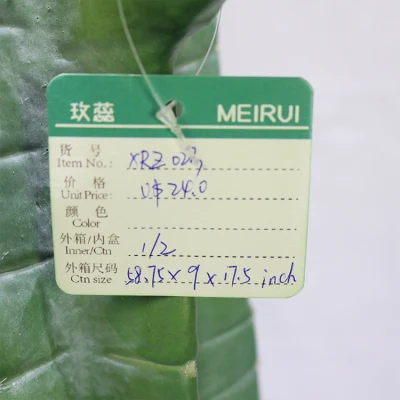 玫蕊 MEIRUI
货号 Item No.: XRZ 023
价格 Unit Price: U$24.0
颜色 Color
外箱/内盒 Inner/Ctn 1/2
外箱尺码 Ctn size 58.75 x 9 x 17.5 inch